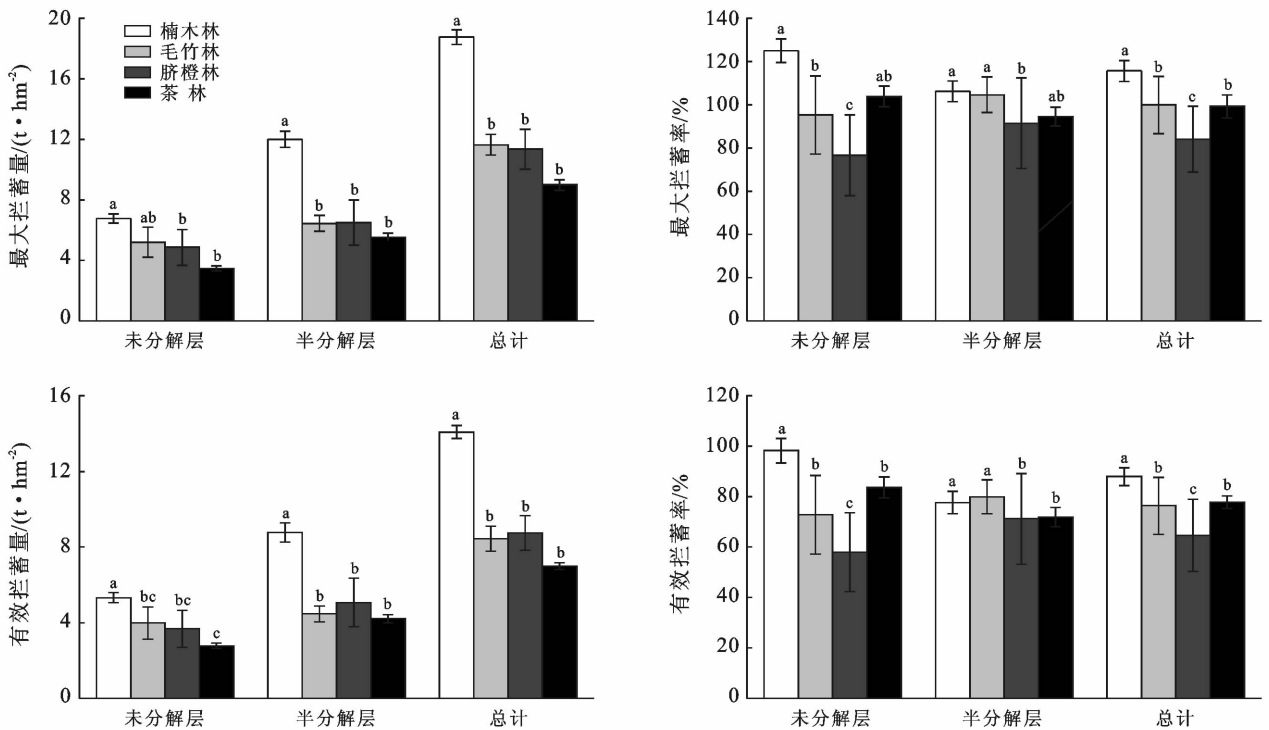 最大拦蓄量/(t·hm⁻²)
20
16
12
8
4
0
楠木林
毛竹林
脐橙林
茶 林
a
ab
b
b
a
b
b
b
a
b
b
b
未分解层
半分解层
总计
最大拦蓄率/%
140
120
100
80
60
40
20
0
a
b
c
ab
a
a
b
ab
a
b
c
b
未分解层
半分解层
总计
有效拦蓄量/(t·hm⁻²)
16
12
8
4
0
a
bc
bc
c
a
b
b
b
a
b
b
b
未分解层
半分解层
总计
有效拦蓄率/%
120
100
80
60
40
20
0
a
b
c
b
a
a
b
b
a
b
c
b
未分解层
半分解层
总计